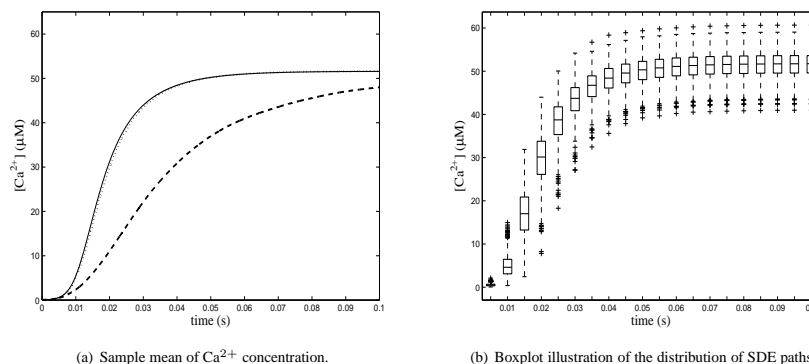 60
50
40
30
20
10
0
[Ca²⁺] (μM)
0 0.01 0.02 0.03 0.04 0.05 0.06 0.07 0.08 0.09 0.1
time (s)
(a) Sample mean of Ca²⁺ concentration.
60
50
40
30
20
10
0
[Ca²⁺] (μM)
0.01 0.02 0.03 0.04 0.05 0.06 0.07 0.08 0.09
time (s)
(b) Boxplot illustration of the distribution of SDE paths